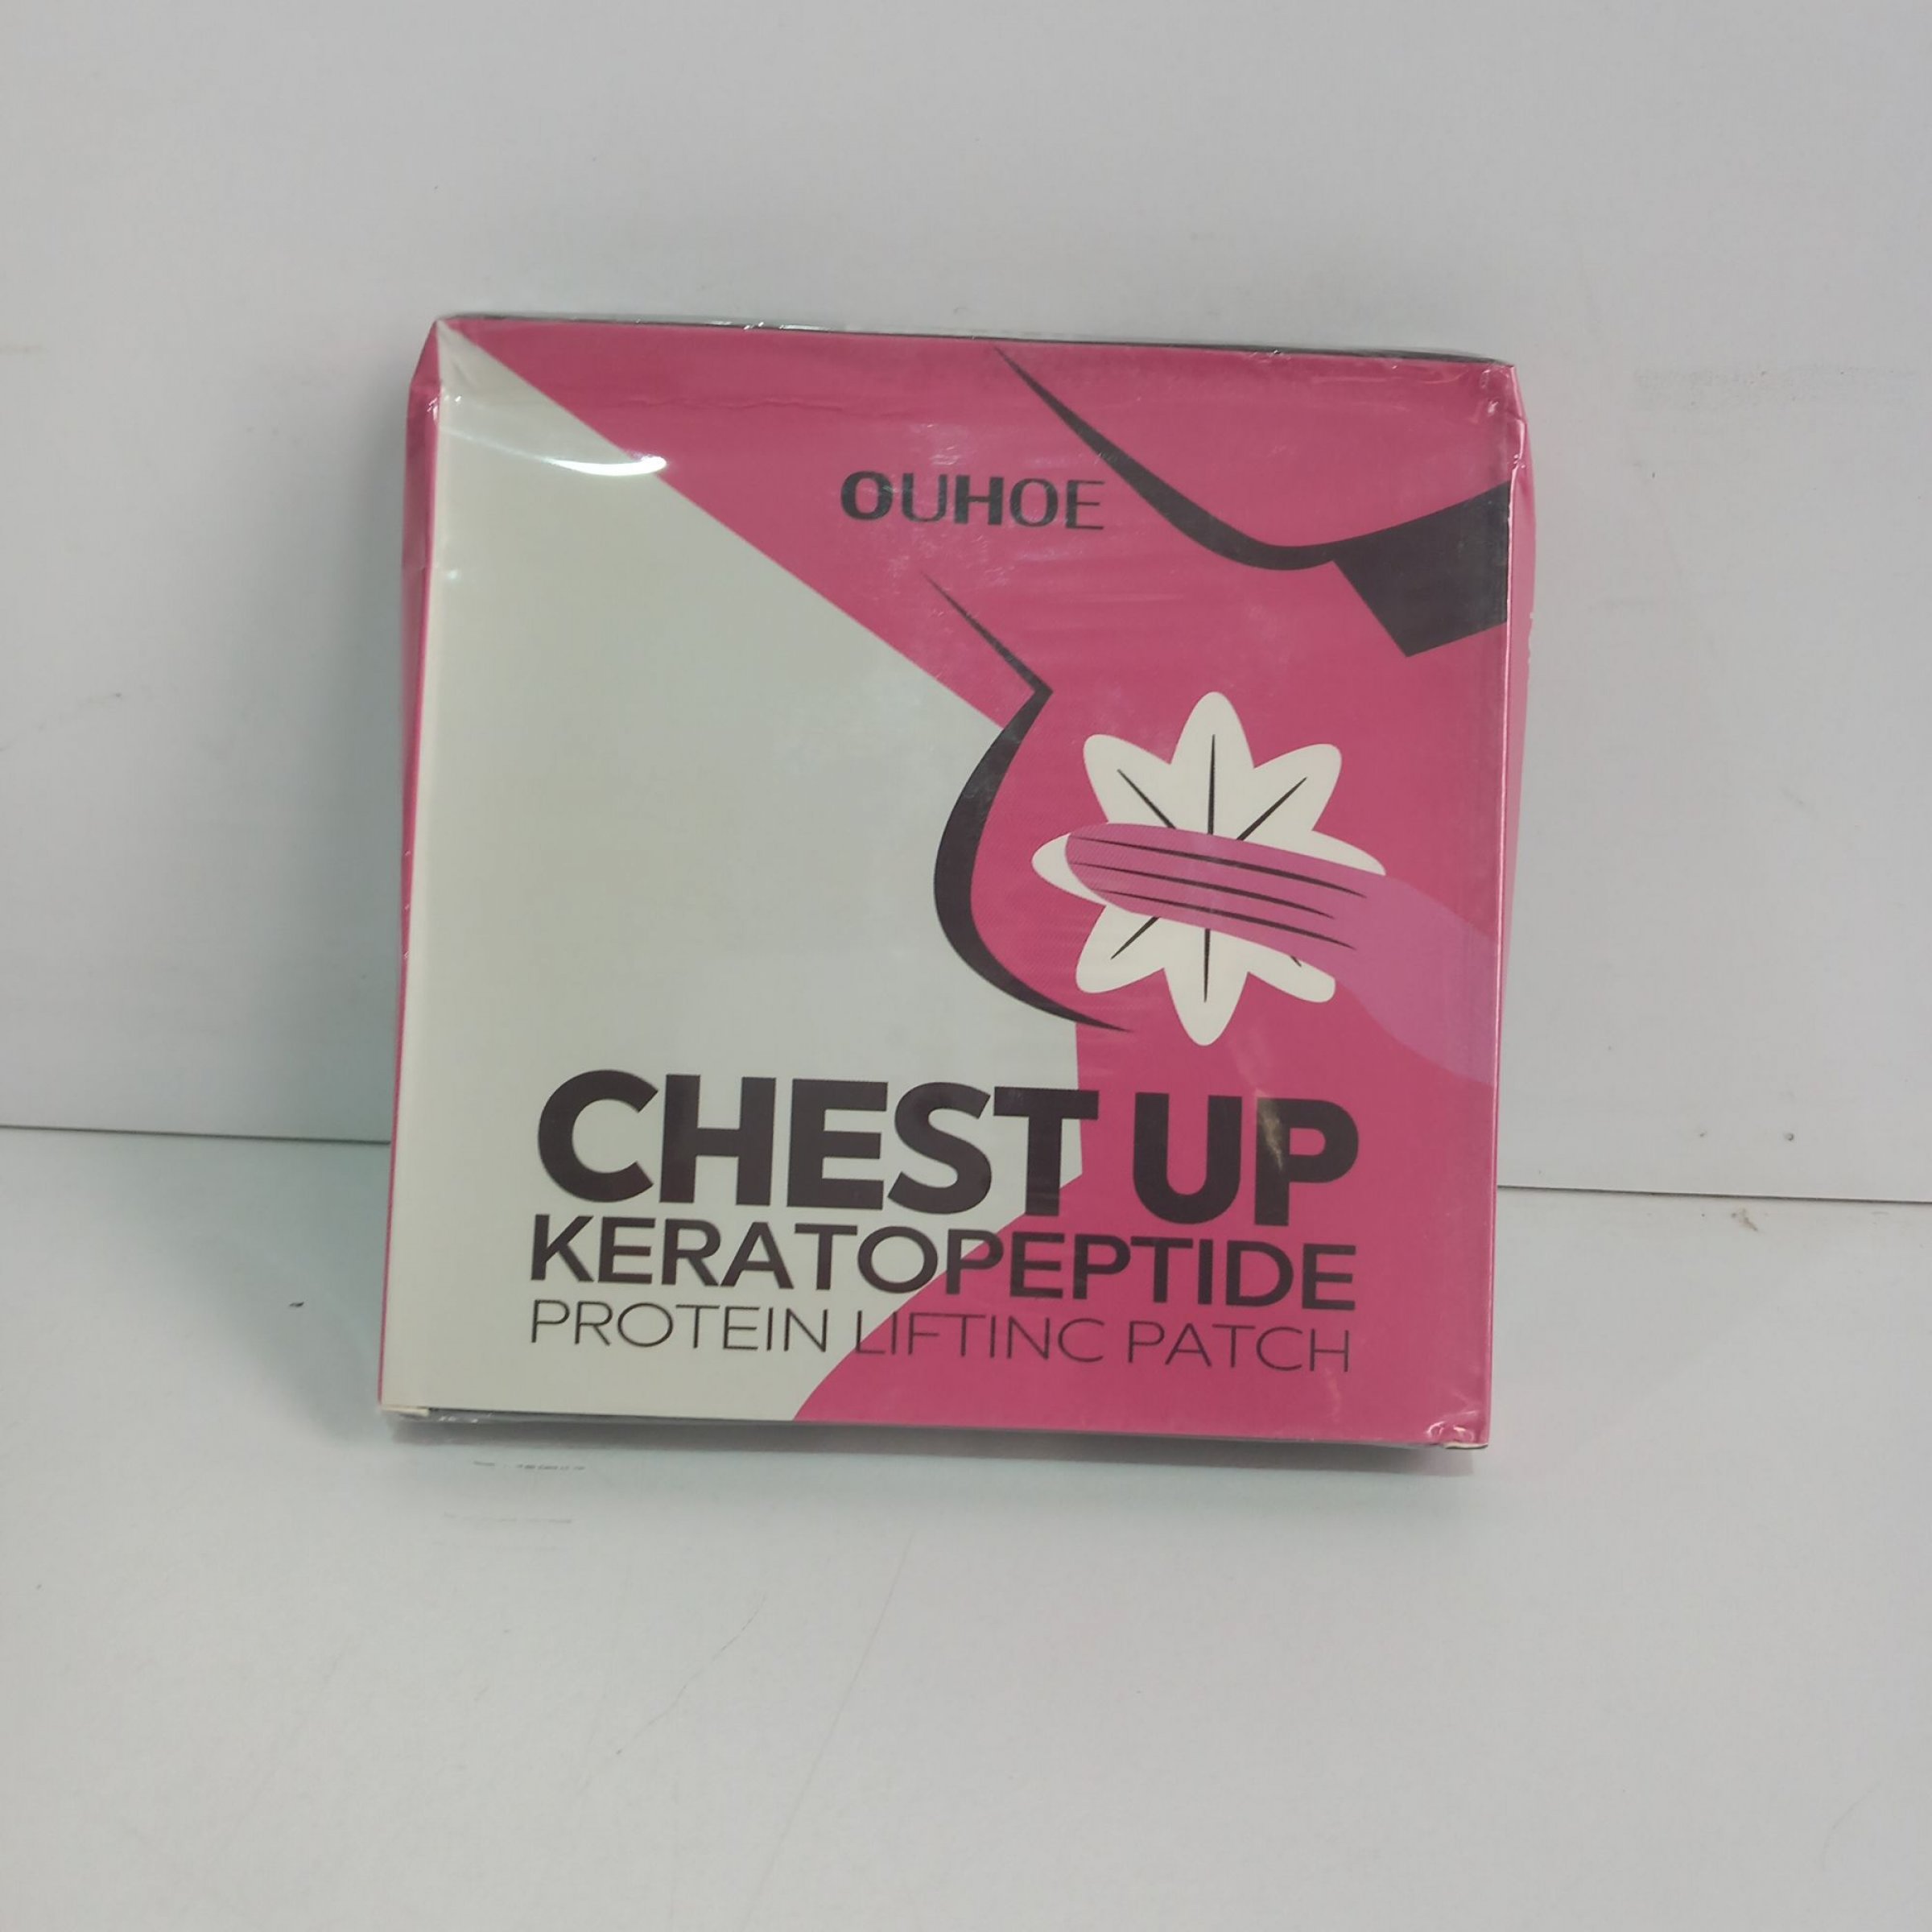 OUHOE
CHEST UP
KERATOPEPTIDE
PROTEIN LIFTINC PATCH